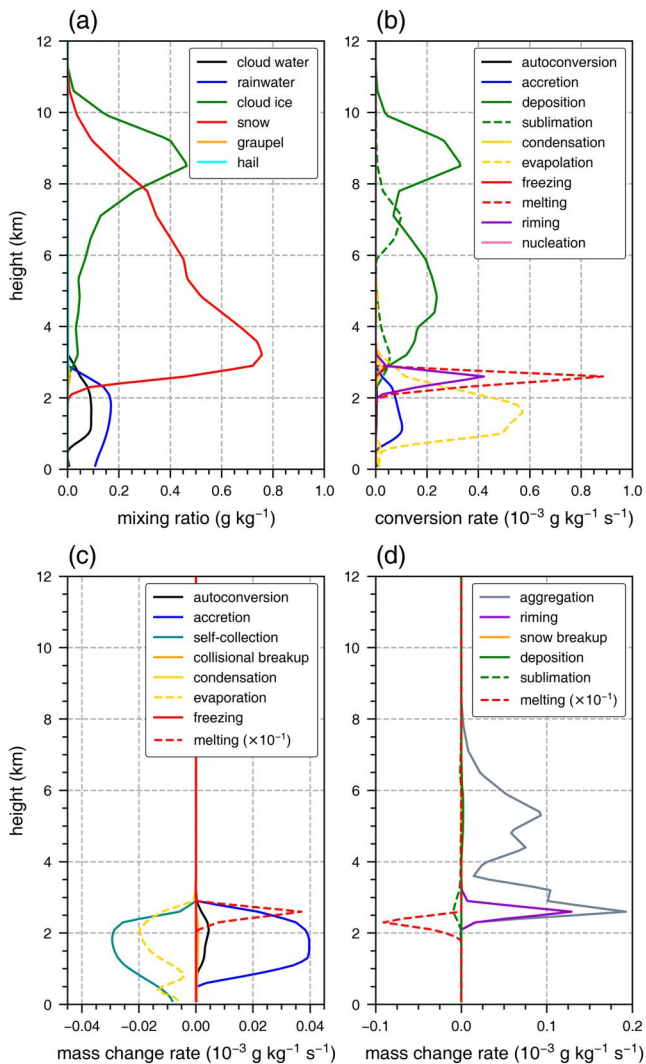 (a)
12
10
8
6
4
2
0
height (km)
cloud water
rainwater
cloud ice
snow
graupel
hail
0.0 0.2 0.4 0.6 0.8 1.0
mixing ratio (g kg⁻¹)
(b)
12
10
8
6
4
2
0
autoconversion
accretion
deposition
sublimation
condensation
evapolation
freezing
melting
riming
nucleation
0.0 0.2 0.4 0.6 0.8 1.0
conversion rate (10⁻³ g kg⁻¹ s⁻¹)
(c)
12
10
8
6
4
2
0
height (km)
autoconversion
accretion
self-collection
collisional breakup
condensation
evaporation
freezing
melting (×10⁻¹)
−0.04 −0.02 0.00 0.02 0.04
mass change rate (10⁻³ g kg⁻¹ s⁻¹)
(d)
12
10
8
6
4
2
0
aggregation
riming
snow breakup
deposition
sublimation
melting (×10⁻¹)
−0.1 0.0 0.1 0.2
mass change rate (10⁻³ g kg⁻¹ s⁻¹)